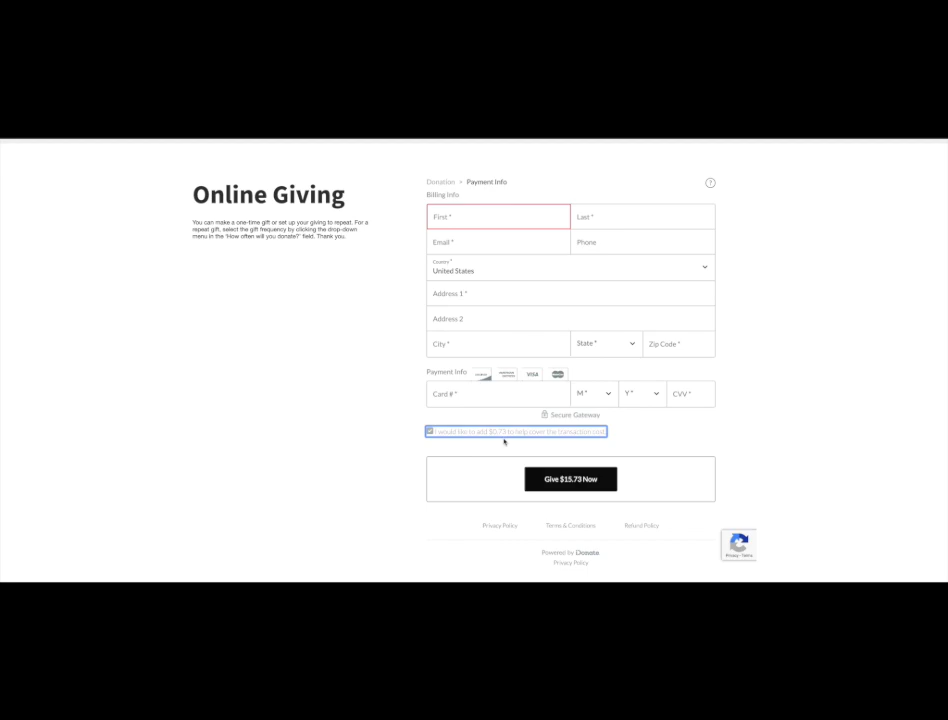 Online Giving
You can make a one-time gift or set up your giving to repeat. For a
repeat gift, select the gift frequency by clicking the drop-down
menu in the 'How often will you donate?' field. Thank you.
Donation > Payment Info
?
Billing Info
First *
Last *
Email *
Phone
Country *
United States
Address 1 *
Address 2
City *
State *
Zip Code *
Payment Info
VISA
Card # *
M *
Y *
CVV *
Secure Gateway
I would like to add $0.73 to help cover the transaction cost.
Give $15.73 Now
Privacy Policy
Terms & Conditions
Refund Policy
Powered by Donate
Privacy Policy
Privacy - Terms